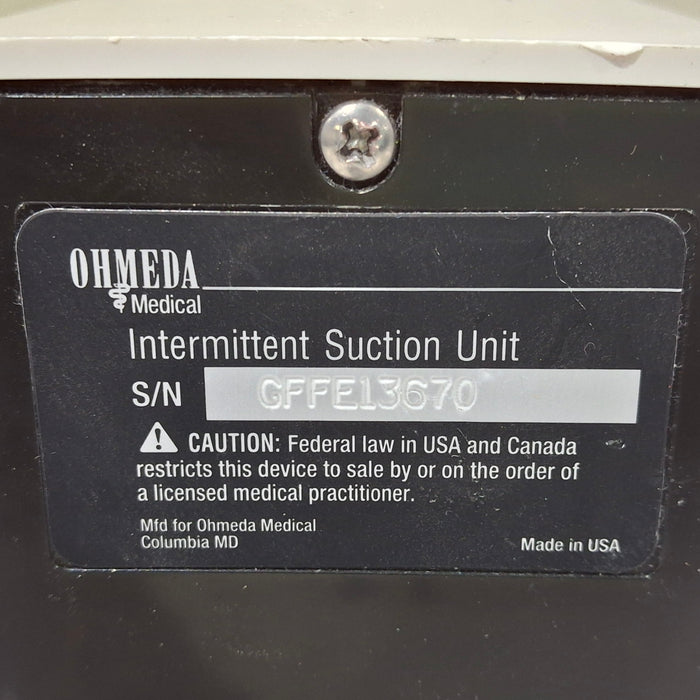 OHMEDA
Medical
Intermittent Suction Unit
S/N GFFE13670
CAUTION: Federal law in USA and Canada
restricts this device to sale by or on the order of
a licensed medical practitioner.
Mfd for Ohmeda Medical
Columbia MD
Made in USA